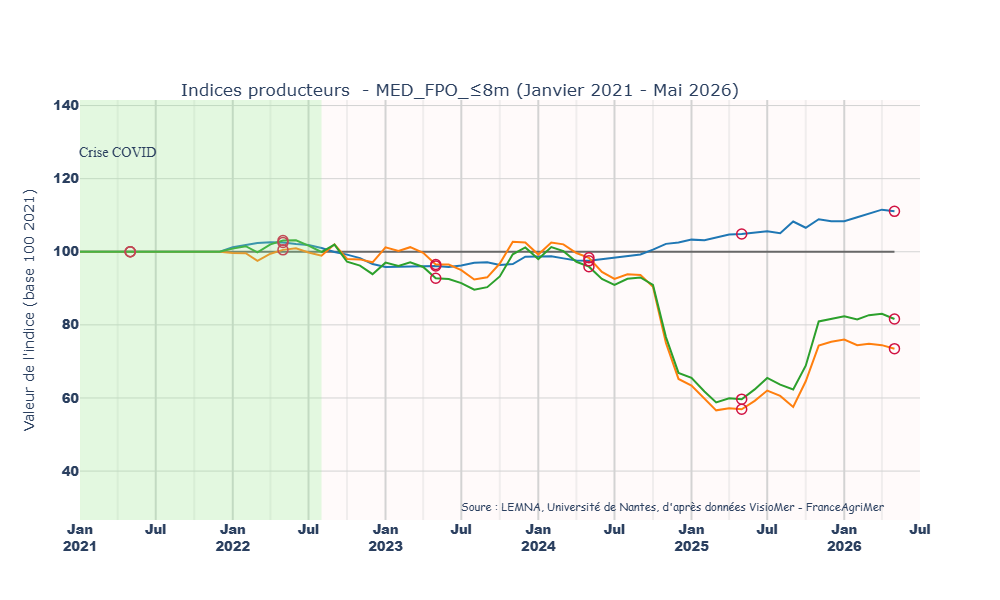 Indices producteurs - MED_FPO_≤8m (Janvier 2021 - Mai 2026)
Valeur de l'indice (base 100 2021)
140
120
100
80
60
40
Crise COVID
Soure : LEMNA, Université de Nantes, d'après données VisioMer - FranceAgriMer
Jan Jul Jan Jul Jan Jul Jan Jul Jan Jul Jan Jul
2021 2022 2023 2024 2025 2026